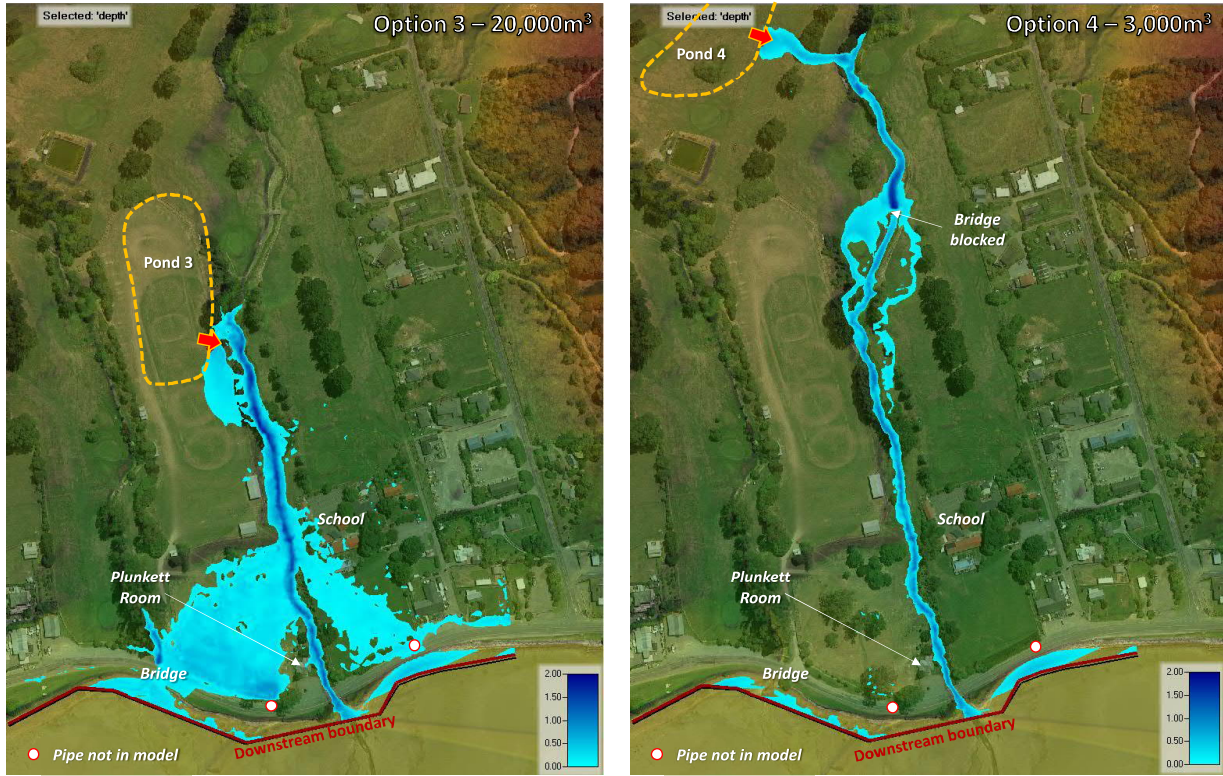 Selected: 'depth'
Option 3 – 20,000m³
Pond 3
School
Plunkett
Room
Bridge
2.00
1.50
1.00
0.50
0.00
Downstream boundary
Pipe not in model
Selected: 'depth'
Option 4 – 3,000m³
Pond 4
Bridge
blocked
School
Plunkett
Room
Bridge
2.00
1.50
1.00
0.50
0.00
Downstream boundary
Pipe not in model